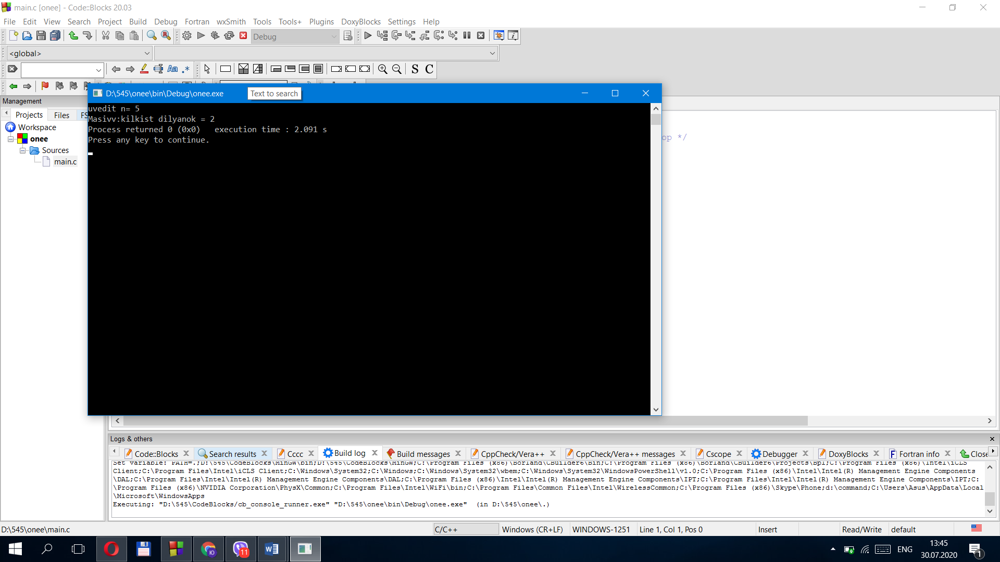 main.c [onee] - Code::Blocks 20.03
File Edit View Search Project Build Debug Fortran wxSmith Tools Tools+ Plugins DoxyBlocks Settings Help
Debug
<global>
Aa .* S C
Management
D:\545\onee\bin\Debug\onee.exe
Text to search
Projects Files FS
Workspace
onee
Sources
main.c
uvedit n= 5
Masivv:kilkist dilyanok = 2
Process returned 0 (0x0)   execution time : 2.091 s
Press any key to continue.
op */
Logs & others
Code::Blocks Search results Cccc Build log Build messages CppCheck/Vera++ CppCheck/Vera++ messages Cscope Debugger DoxyBlocks Fortran info Close
Set variable: PATH=.;D:\545\CodeBlocks\MinGW\bin;D:\545\CodeBlocks\MinGW;C:\Program Files (x86)\Borland\CBuilder6\Bin;C:\Program Files (x86)\Borland\CBuilder6\Projects\Bpl;C:\Program Files (x86)\Intel\iCLS
Client;C:\Program Files\Intel\iCLS Client;C:\Windows\System32;C:\Windows;C:\Windows\System32\wbem;C:\Windows\System32\WindowsPowerShell\v1.0;C:\Program Files (x86)\Intel\Intel(R) Management Engine Components
\DAL;C:\Program Files\Intel\Intel(R) Management Engine Components\DAL;C:\Program Files (x86)\Intel\Intel(R) Management Engine Components\IPT;C:\Program Files\Intel\Intel(R) Management Engine Components\IPT;C:
\Program Files (x86)\NVIDIA Corporation\PhysX\Common;C:\Program Files\Intel\WiFi\bin;C:\Program Files\Common Files\Intel\WirelessCommon;C:\Program Files (x86)\Skype\Phone;d:\command;C:\Users\Asus\AppData\Local
\Microsoft\WindowsApps
Executing: "D:\545\CodeBlocks/cb_console_runner.exe" "D:\545\onee\bin\Debug\onee.exe"  (in D:\545\onee\.)
D:\545\onee\main.c C/C++ Windows (CR+LF) WINDOWS-1251 Line 1, Col 1, Pos 0 Insert Read/Write default
11
ENG
13:45
30.07.2020
1